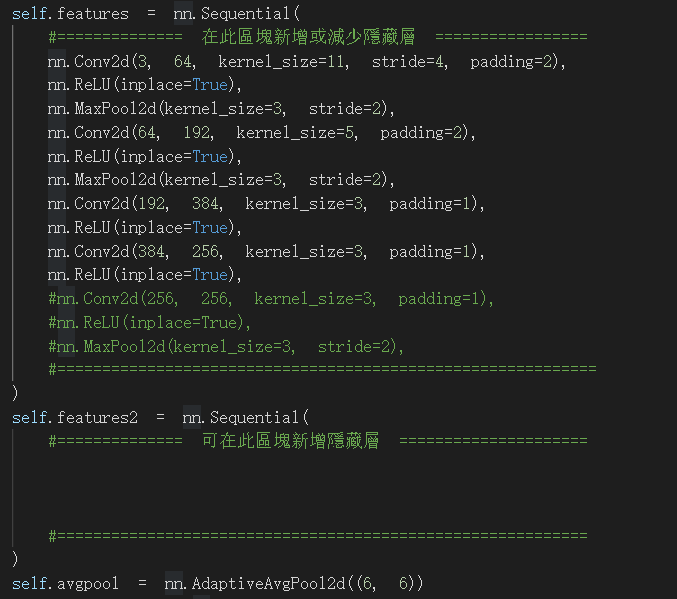 self.features = nn.Sequential(
#============== 在此區塊新增或減少隱藏層 =================
nn.Conv2d(3, 64, kernel_size=11, stride=4, padding=2),
nn.ReLU(inplace=True),
nn.MaxPool2d(kernel_size=3, stride=2),
nn.Conv2d(64, 192, kernel_size=5, padding=2),
nn.ReLU(inplace=True),
nn.MaxPool2d(kernel_size=3, stride=2),
nn.Conv2d(192, 384, kernel_size=3, padding=1),
nn.ReLU(inplace=True),
nn.Conv2d(384, 256, kernel_size=3, padding=1),
nn.ReLU(inplace=True),
#nn.Conv2d(256, 256, kernel_size=3, padding=1),
#nn.ReLU(inplace=True),
#nn.MaxPool2d(kernel_size=3, stride=2),
#============================================================
)
self.features2 = nn.Sequential(
#============== 可在此區塊新增隱藏層 =====================
#===========================================================
)
self.avgpool = nn.AdaptiveAvgPool2d((6, 6))